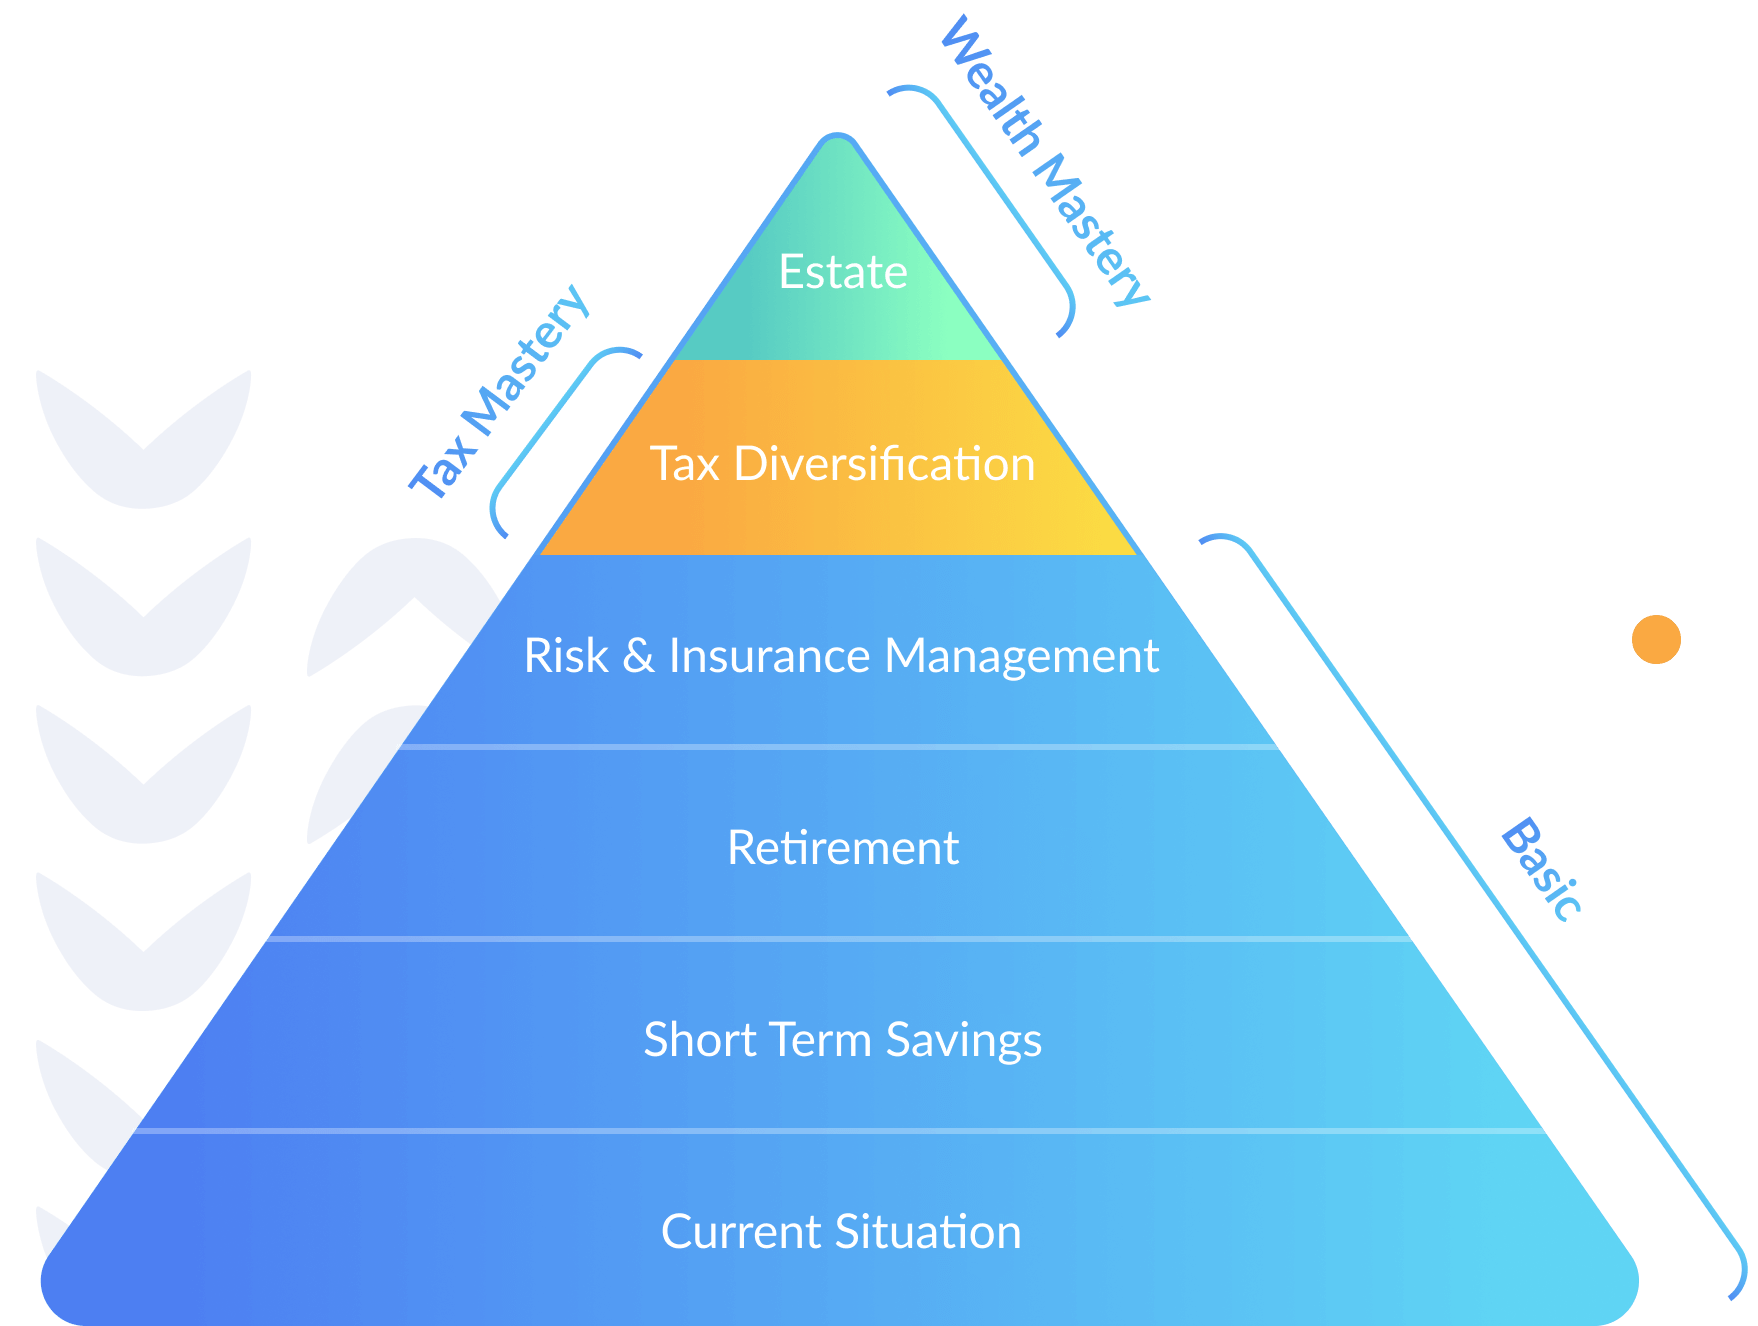 Wealth Mastery
Estate
Tax Mastery
Tax Diversification
Risk & Insurance Management
Retirement
Basic
Short Term Savings
Current Situation